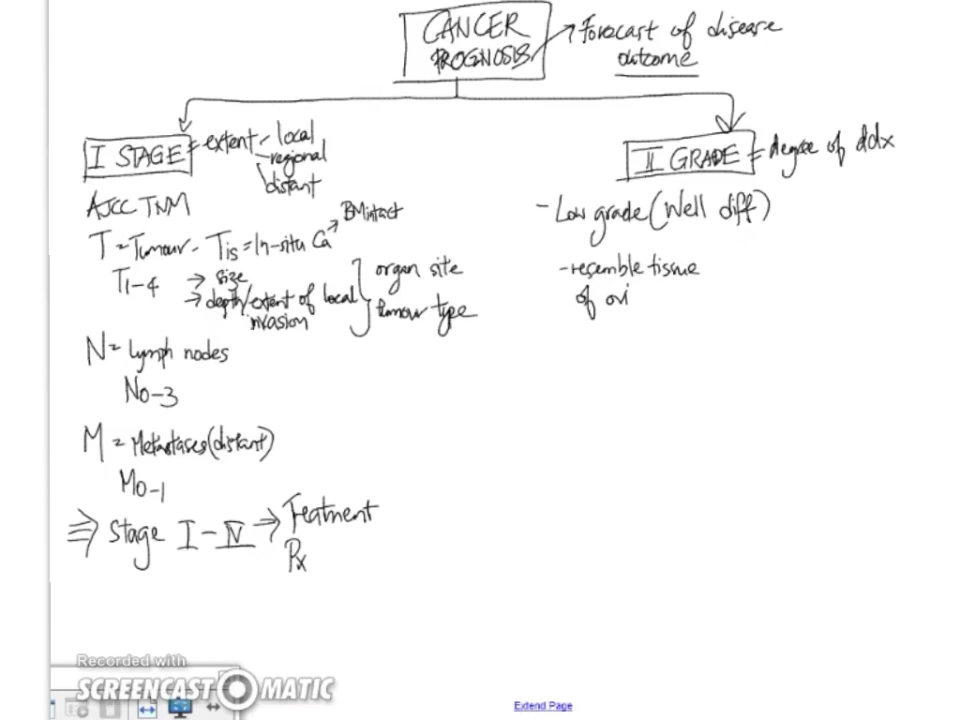 CANCER
PROGNOSIS
Forecast of disease
outcome
I STAGE = extent
local
regional
distant
AJCC TNM
T = Tumour - Tis = In-situ Ca
BM intact
T1-4
→ size
→ depth/extent of local
invasion
organ site
tumour type
N = Lymph nodes
N0-3
M = Metastases (distant)
M0-1
⇒ Stage I - IV ⇒ Treatment
Px
II GRADE = degree of ddx
- Low grade (Well diff)
- resemble tissue
of ori
Recorded with
SCREENCAST O MATIC
Extend Page